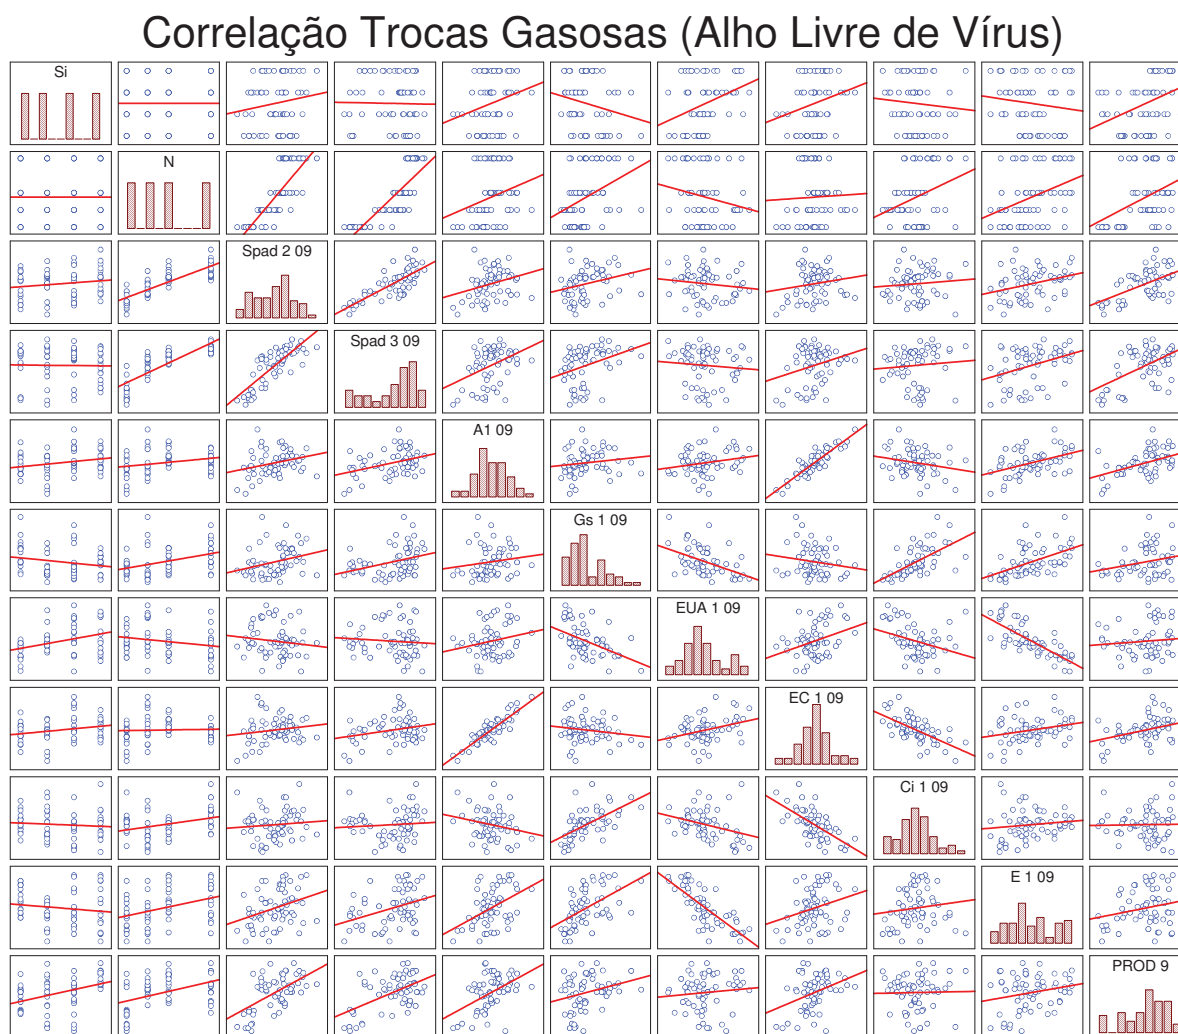 Correlação Trocas Gasosas (Alho Livre de Vírus)
Si
N
Spad 2 09
Spad 3 09
A1 09
Gs 1 09
EUA 1 09
EC 1 09
Ci 1 09
E 1 09
PROD 9